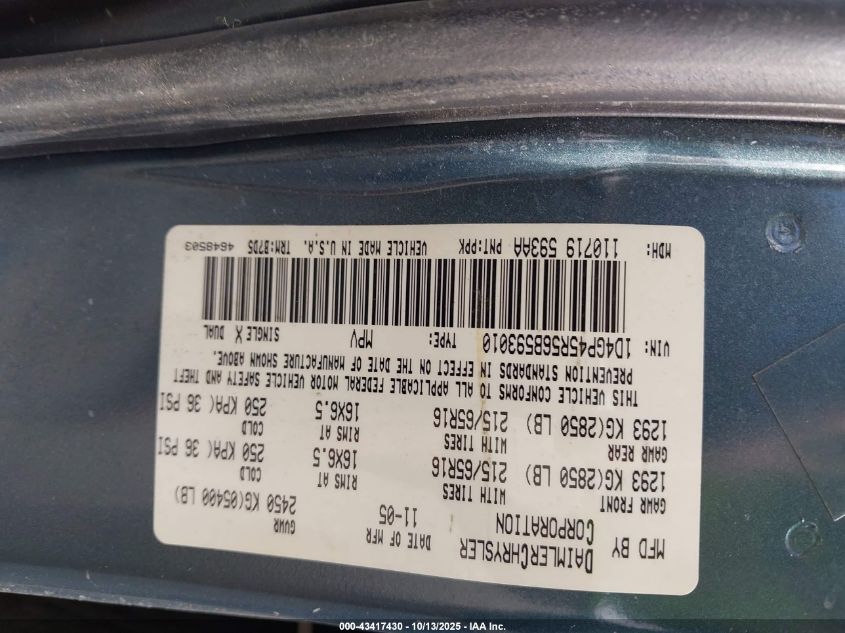 MFD BY DAIMLERCHRYSLER CORPORATION DATE OF MFR 11-05 GVWR 2450 KG(05400 LB)
GAWR FRONT WITH TIRES RIMS AT COLD
1293 KG(2850 LB) 215/65R16 16X6.5 250 KPA(36 PSI
GAWR REAR WITH TIRES RIMS AT COLD
1293 KG(2850 LB) 215/65R16 16X6.5 250 KPA(36 PSI
THIS VEHICLE CONFORMS TO ALL APPLICABLE FEDERAL MOTOR VEHICLE SAFETY AND THEFT
PREVENTION STANDARDS IN EFFECT ON THE DATE OF MANUFACTURE SHOWN ABOVE.
VIN: 1D4GP45R56B593010 TYPE: MPV SINGLE X DUAL
MDH: 110719 593AA PNT:PPK VEHICLE MADE IN U.S.A. TRM:B7D5 4648503
000-43417430 - 10/13/2025 - IAA Inc.